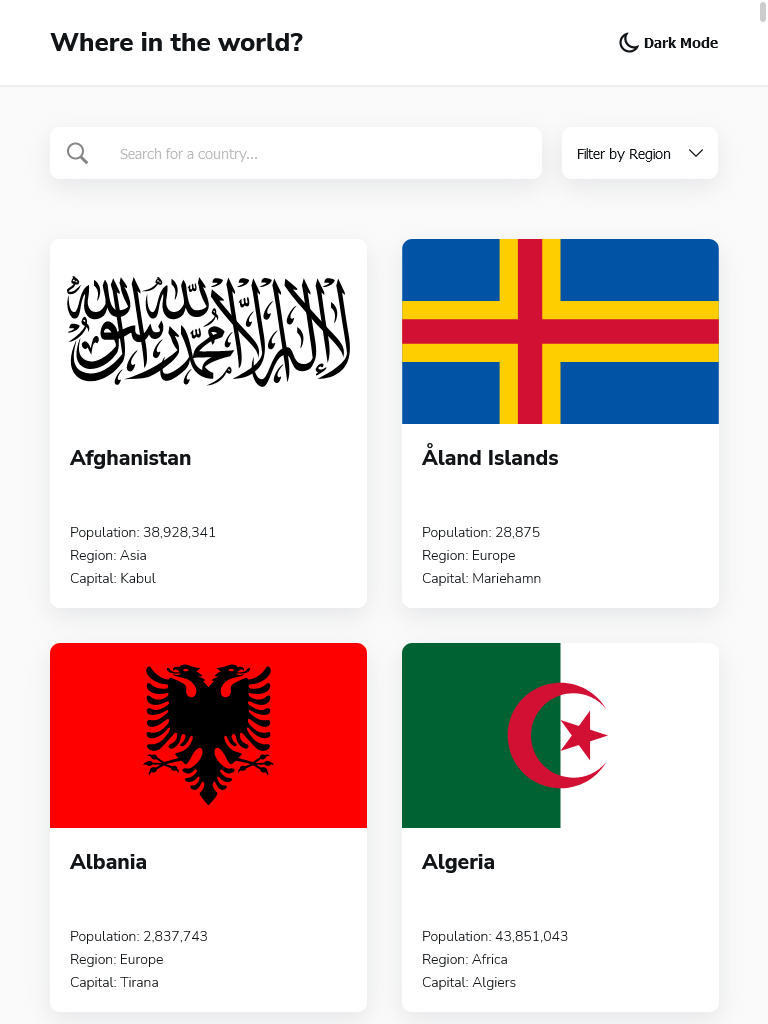 Where in the world?
Dark Mode
Search for a country...
Filter by Region
لا إله إلا الله محمد رسول الله
Afghanistan
Population: 38,928,341
Region: Asia
Capital: Kabul
Åland Islands
Population: 28,875
Region: Europe
Capital: Mariehamn
Albania
Population: 2,837,743
Region: Europe
Capital: Tirana
Algeria
Population: 43,851,043
Region: Africa
Capital: Algiers